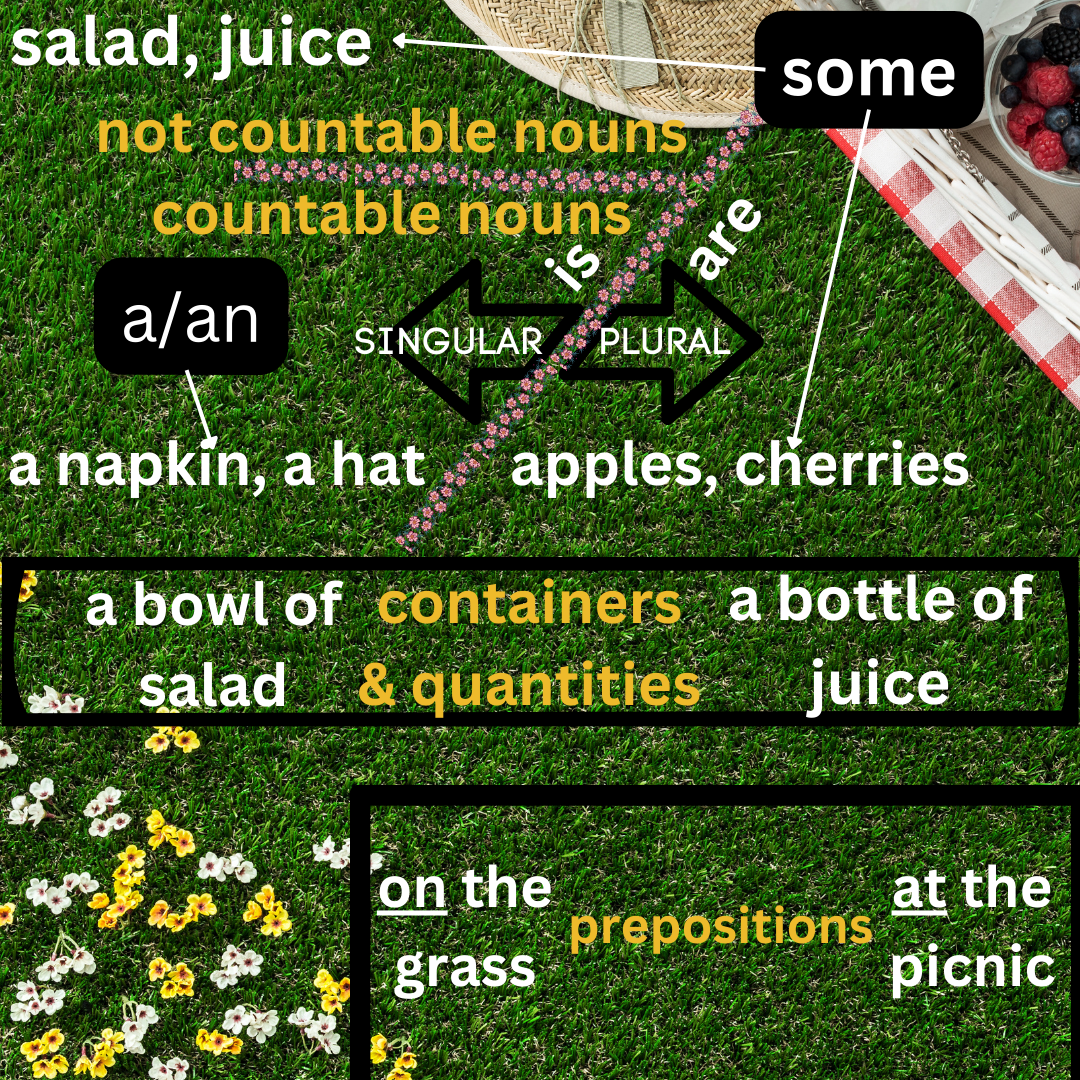 salad, juice
some
not countable nouns
countable nouns
is
are
a/an
SINGULAR
PLURAL
a napkin, a hat
apples, cherries
a bowl of
salad
containers
& quantities
a bottle of
juice
on the
grass
prepositions
at the
picnic